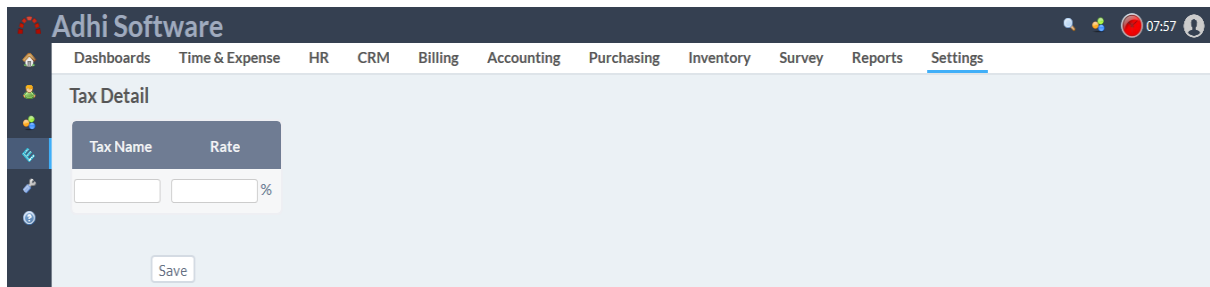 Adhi Software
07:57
Dashboards Time & Expense HR CRM Billing Accounting Purchasing Inventory Survey Reports Settings
Tax Detail
Tax Name Rate
%
Save